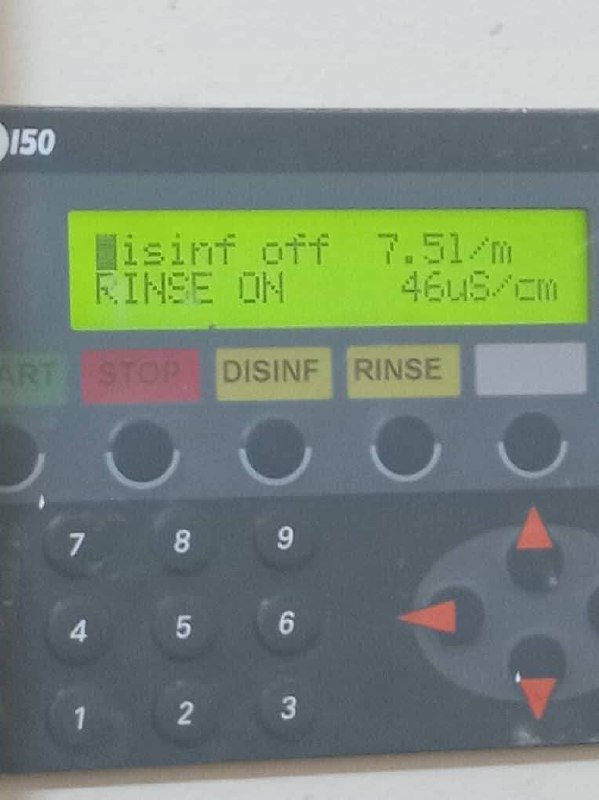 150
Disinf off 7.5l/m
RINSE ON 46uS/cm
START STOP DISINF RINSE
7 8 9
4 5 6
1 2 3